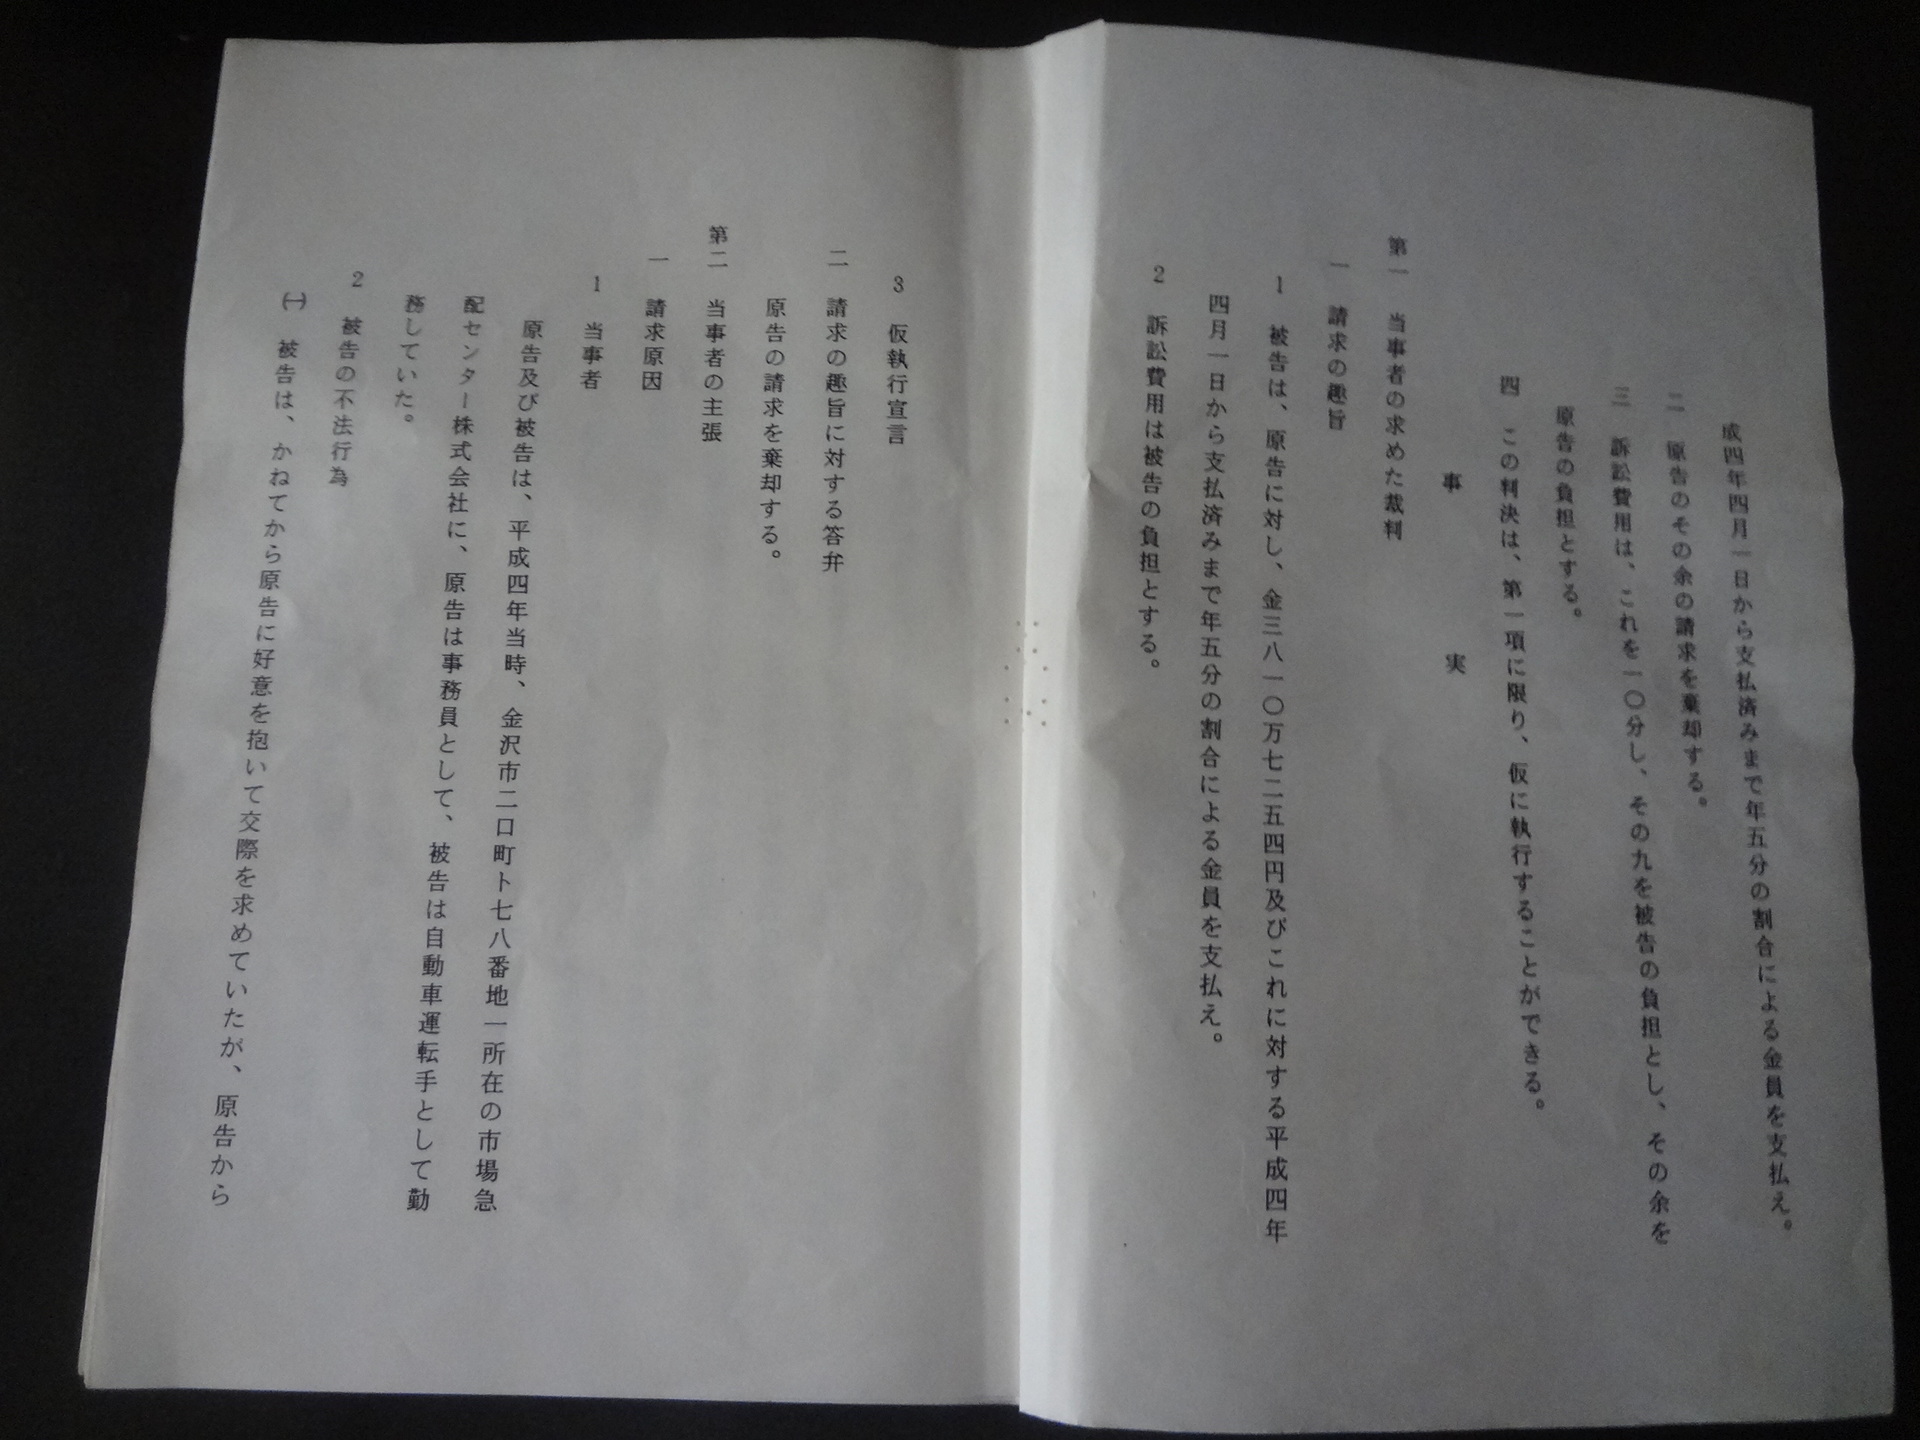 成四年四月一日から支払済みまで年五分の割合による金員を支払え。
二　原告のその余の請求を棄却する。
三　訴訟費用は、これを一〇分し、その九を被告の負担とし、その余を
原告の負担とする。
四　この判決は、第一項に限り、仮に執行することができる。
事　　　実
第一　当事者の求めた裁判
一　請求の趣旨
1　被告は、原告に対し、金三八一〇万七二五四円及びこれに対する平成四年
四月一日から支払済みまで年五分の割合による金員を支払え。
2　訴訟費用は被告の負担とする。
3　仮執行宣言
二　請求の趣旨に対する答弁
原告の請求を棄却する。
第二　当事者の主張
一　請求原因
1　当事者
原告及び被告は、平成四年当時、金沢市二口町ト七八番地一所在の市場急
配センター株式会社に、原告は事務員として、被告は自動車運転手として勤
務していた。
2　被告の不法行為
㈠　被告は、かねてから原告に好意を抱いて交際を求めていたが、原告から